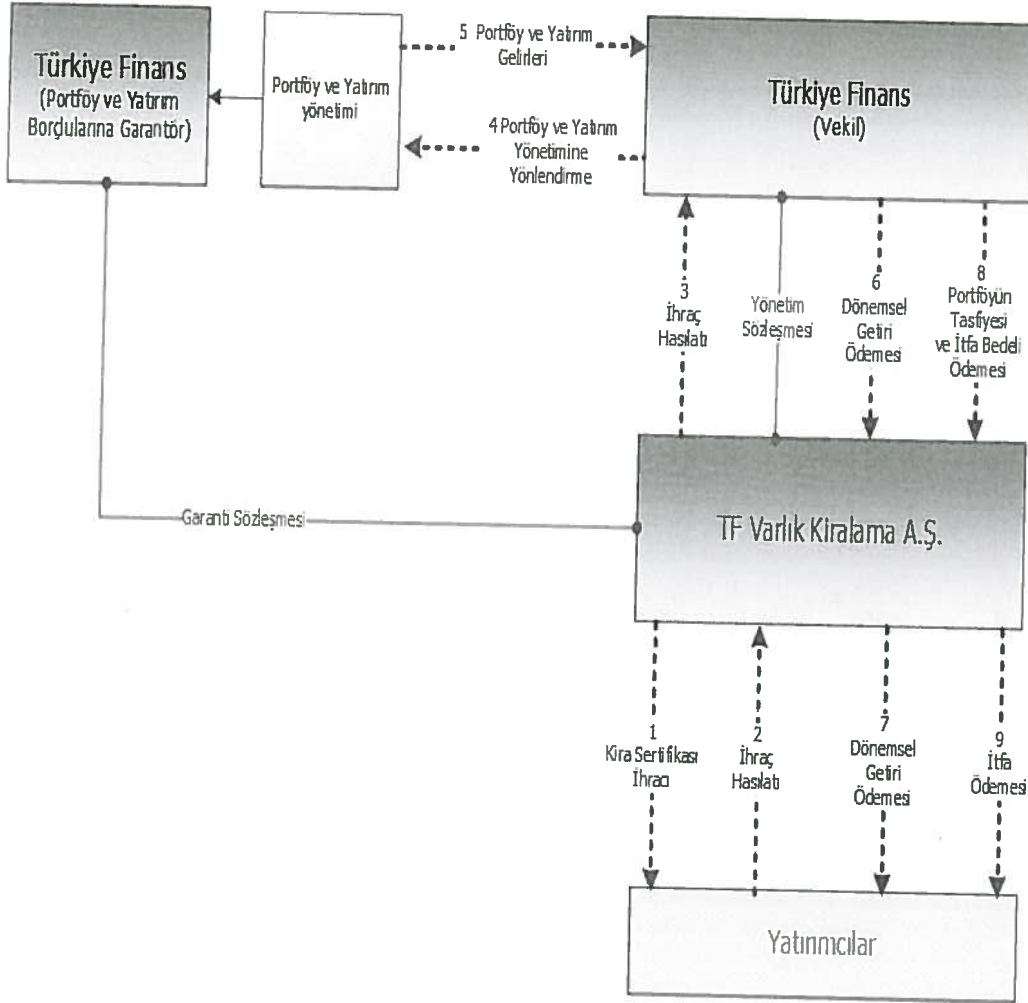 Türkiye Finans
(Portföy ve Yatırım
Borçlularına Garantör)
Portföy ve Yatırım
yönetimi
5 Portföy ve Yatırım
Gelirleri
4 Portföy ve Yatırım
Yönetimine
Yönlendirme
Türkiye Finans
(Vekil)
3
İhraç
Hasılatı
Yönetim
Sözleşmesi
6
Dönemsel
Getiri
Ödemesi
8
Portföyün
Tasfiyesi
ve İtfa Bedeli
Ödemesi
Garanti Sözleşmesi
TF Varlık Kiralama A.Ş.
1
Kira Sertifikası
İhracı
2
İhraç
Hasılatı
7
Dönemsel
Getiri
Ödemesi
9
İtfa
Ödemesi
Yatırımcılar